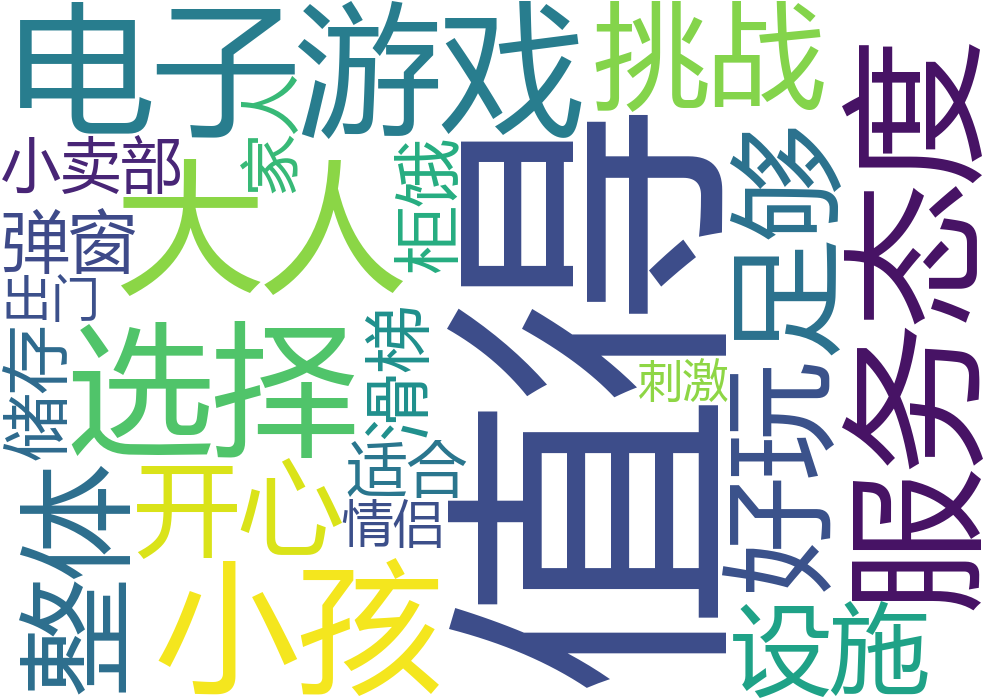 电子游戏
挑战
服务态度
值得
家人
小卖部
大人
柜饿
足够
弹窗
出门
选择
滑梯
刺激
储存
好玩
适合
开心
整体
情侣
小孩
设施